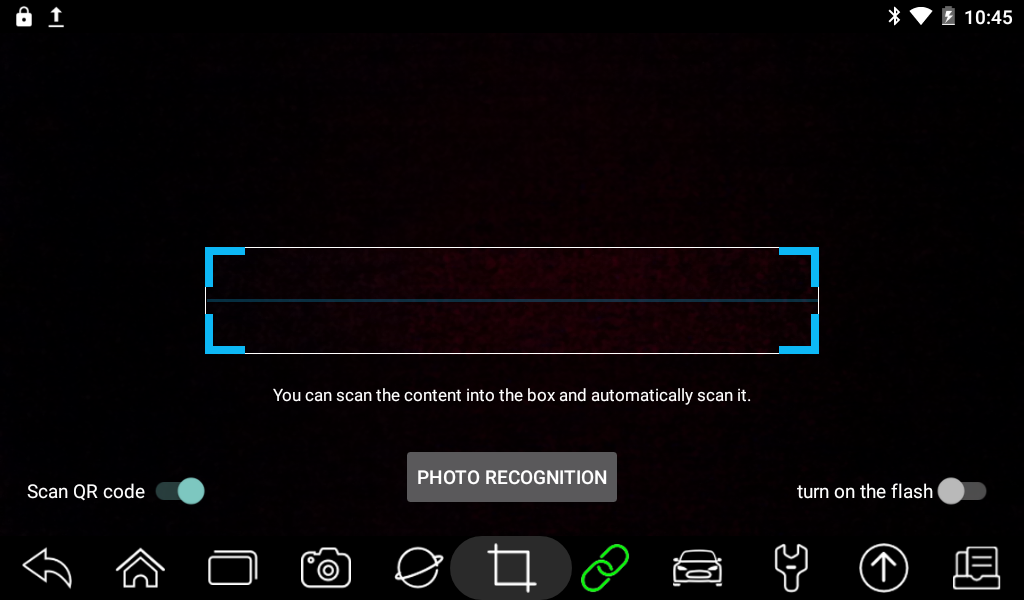 10:45
You can scan the content into the box and automatically scan it.
PHOTO RECOGNITION
Scan QR code
turn on the flash